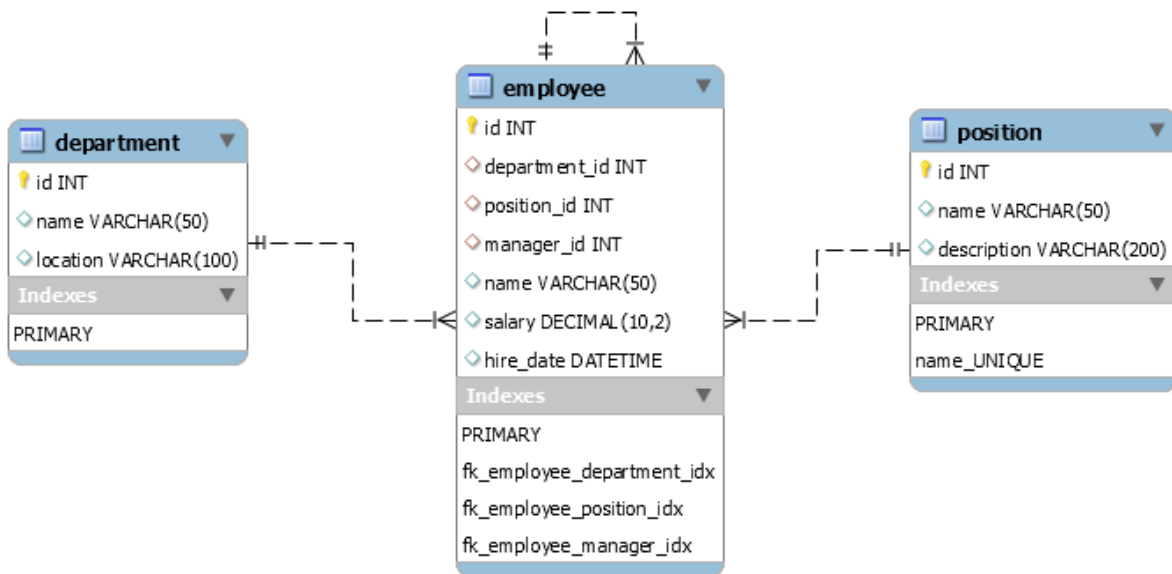 department
id INT
name VARCHAR(50)
location VARCHAR(100)
Indexes
PRIMARY
employee
id INT
department_id INT
position_id INT
manager_id INT
name VARCHAR(50)
salary DECIMAL(10,2)
hire_date DATETIME
Indexes
PRIMARY
fk_employee_department_idx
fk_employee_position_idx
fk_employee_manager_idx
position
id INT
name VARCHAR(50)
description VARCHAR(200)
Indexes
PRIMARY
name_UNIQUE